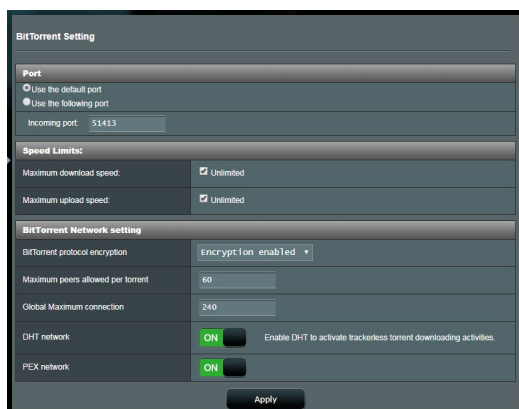 BitTorrent Setting
Port
Use the default port
Use the following port
Incoming port: 51413
Speed Limits:
Maximum download speed: Unlimited
Maximum upload speed: Unlimited
BitTorrent Network setting
BitTorrent protocol encryption Encryption enabled
Maximum peers allowed per torrent 60
Global Maximum connection 240
DHT network ON Enable DHT to activate trackerless torrent downloading activities.
PEX network ON
Apply